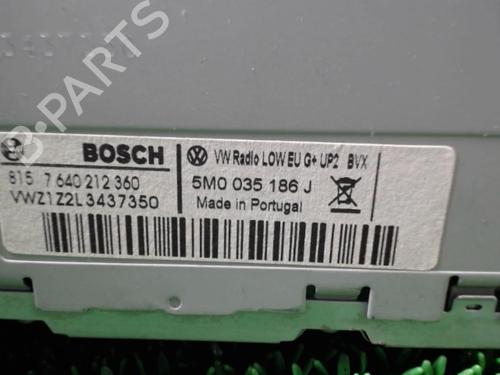 BOSCH
VW Radio LOW EU G+ UP2 BVX
815 7 640 212 360
5M0 035 186 J
VWZ1Z2L3437350
Made in Portugal